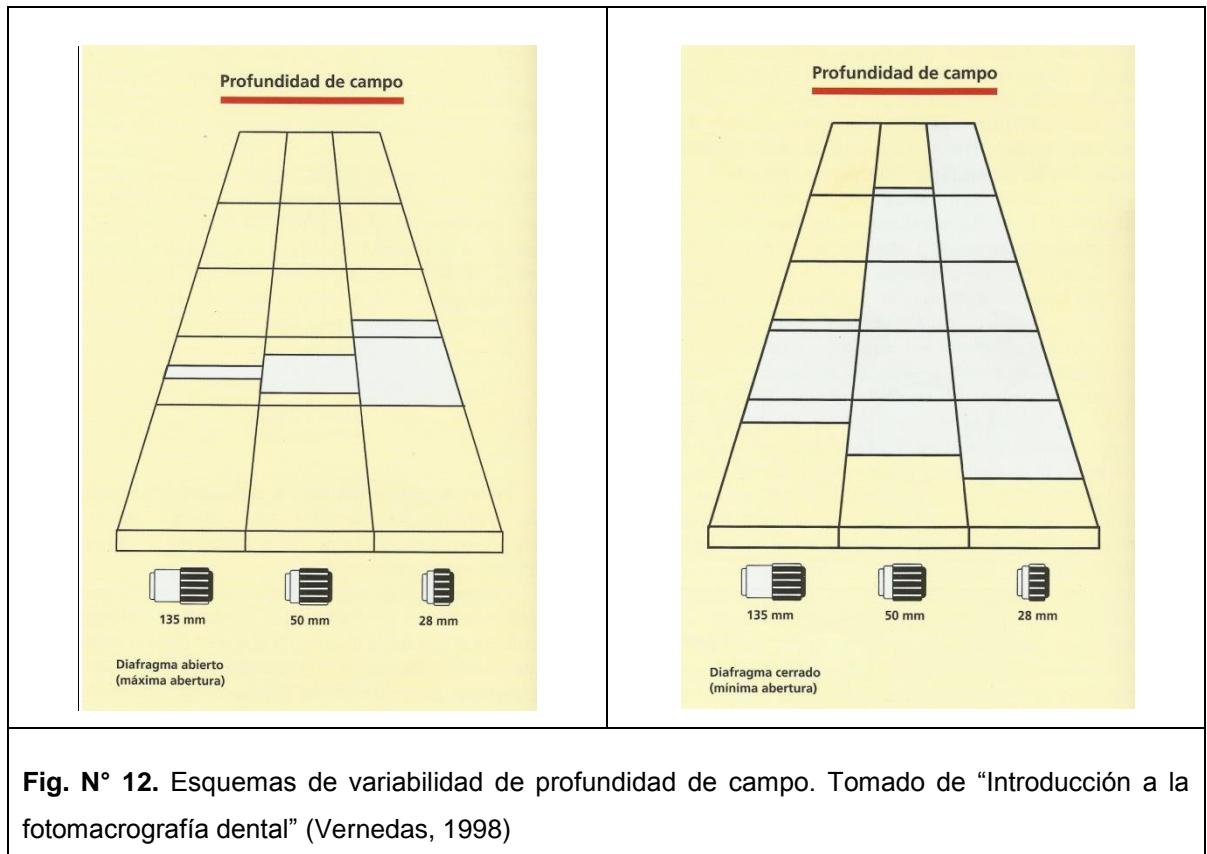 Profundidad de campo
135 mm
50 mm
28 mm
Diafragma abierto
(máxima abertura)
Profundidad de campo
135 mm
50 mm
28 mm
Diafragma cerrado
(mínima abertura)
Fig. N° 12. Esquemas de variabilidad de profundidad de campo. Tomado de “Introducción a la
fotomacrografía dental” (Vernedas, 1998)